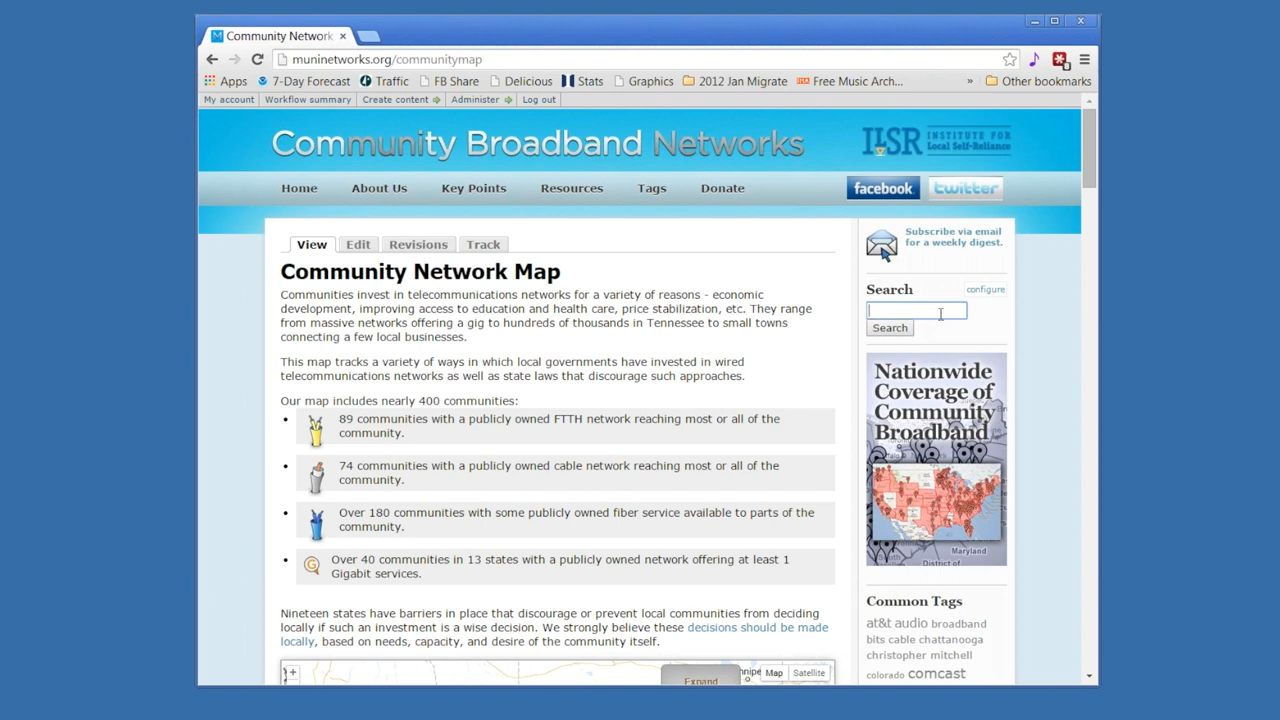 Community Network
muninetworks.org/communitymap
Apps 7-Day Forecast Traffic FB Share Delicious Stats Graphics 2012 Jan Migrate Free Music Arch... » Other bookmarks
My account Workflow summary Create content Administer Log out
Community Broadband Networks
ILSR INSTITUTE FOR
Local Self-Reliance
Home About Us Key Points Resources Tags Donate
facebook twitter
View Edit Revisions Track
Community Network Map
Communities invest in telecommunications networks for a variety of reasons - economic
development, improving access to education and health care, price stabilization, etc. They range
from massive networks offering a gig to hundreds of thousands in Tennessee to small towns
connecting a few local businesses.
This map tracks a variety of ways in which local governments have invested in wired
telecommunications networks as well as state laws that discourage such approaches.
Our map includes nearly 400 communities:
89 communities with a publicly owned FTTH network reaching most or all of the
community.
74 communities with a publicly owned cable network reaching most or all of the
community.
Over 180 communities with some publicly owned fiber service available to parts of the
community.
G
Over 40 communities in 13 states with a publicly owned network offering at least 1
Gigabit services.
Nineteen states have barriers in place that discourage or prevent local communities from deciding
locally if such an investment is a wise decision. We strongly believe these decisions should be made
locally, based on needs, capacity, and desire of the community itself.
+ Expand Map Satellite
Subscribe via email
for a weekly digest.
Search configure
Search
Nationwide
Coverage of
Community
Broadband
Maryland
District of
Common Tags
at&t audio broadband
bits cable chattanooga
christopher mitchell
colorado comcast